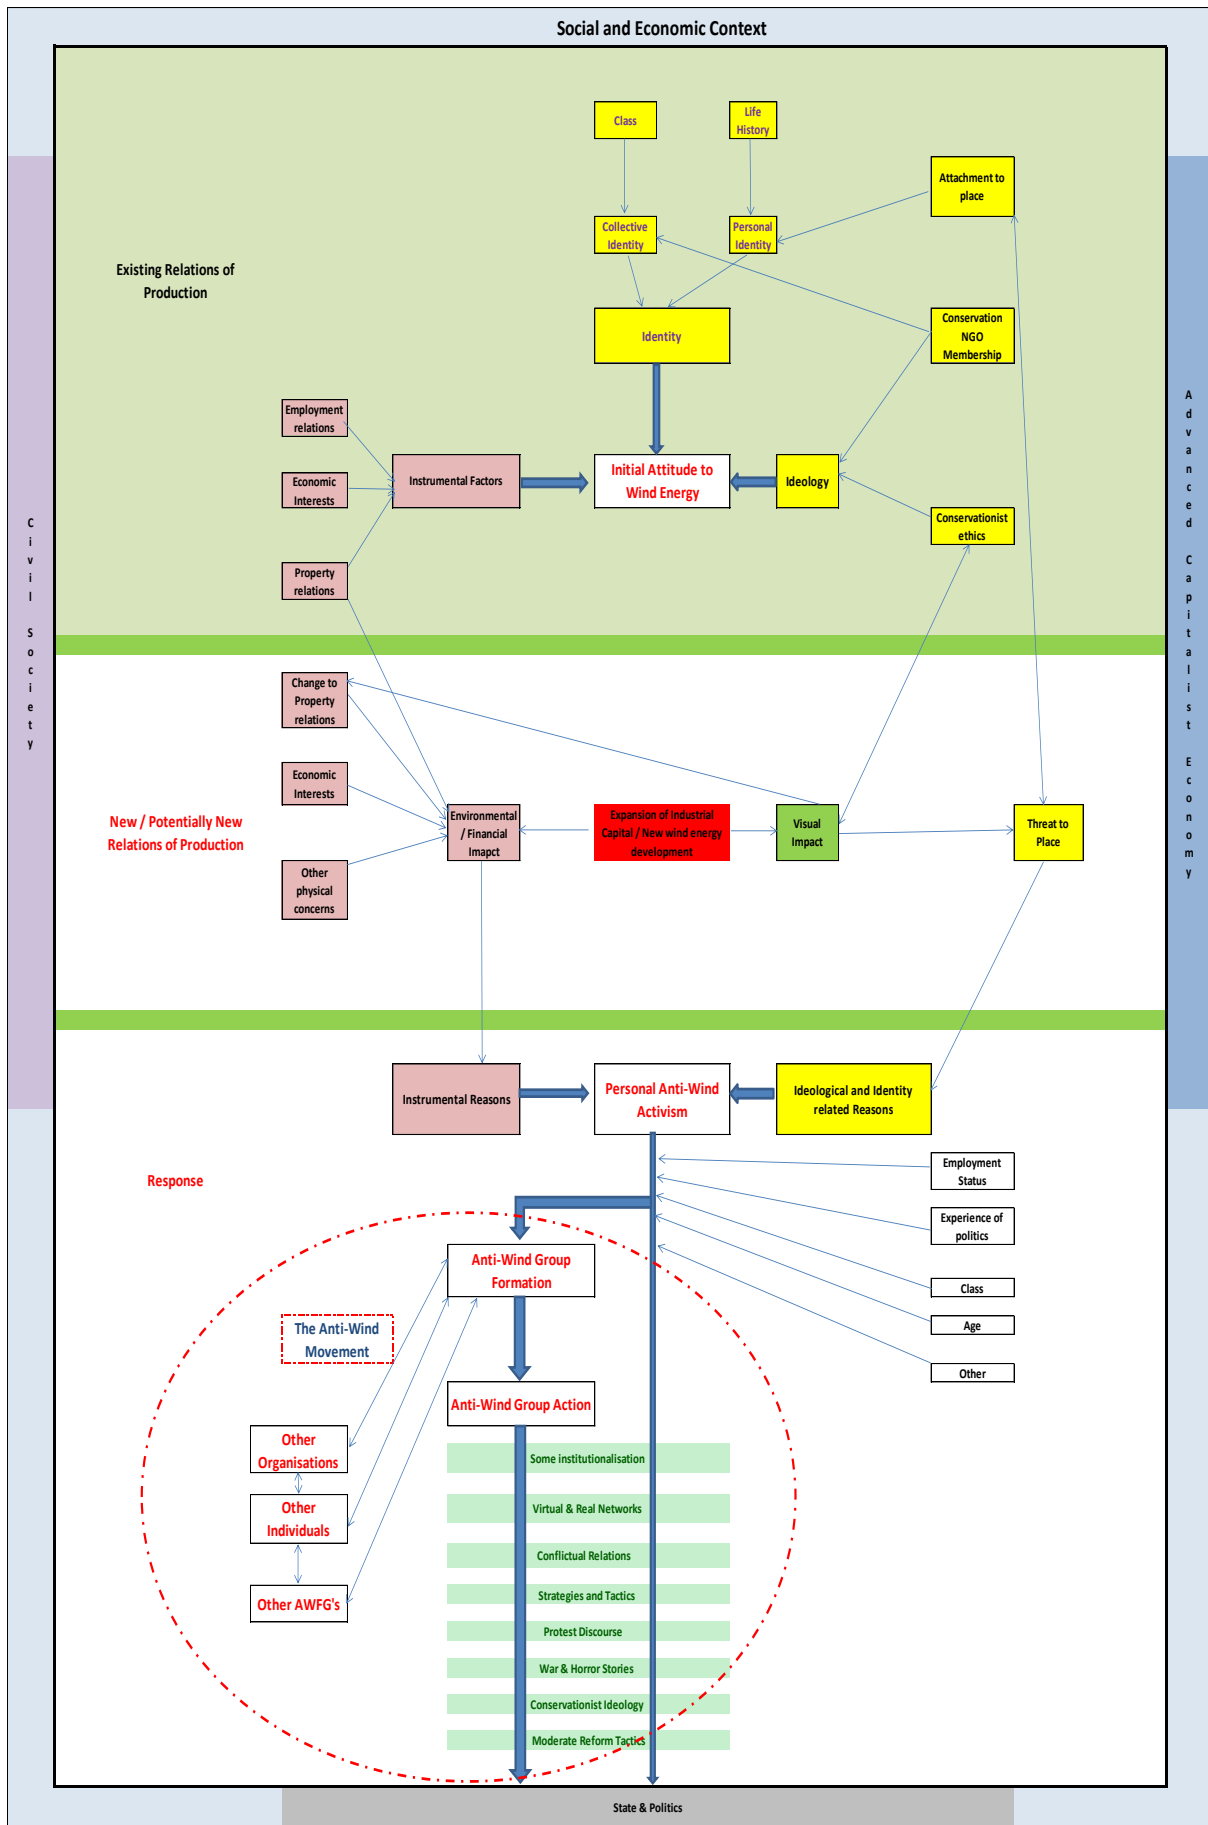 Social and Economic Context
Class
Life
History
Attachment to
place
Collective
Identity
Personal
Identity
Existing Relations of
Production
Identity
Conservation
NGO
Membership
Employment
relations
Economic
Interests
Instrumental Factors
Initial Attitude to
Wind Energy
Ideology
Conservationist
ethics
Property
relations
Civil Society
Advanced Capitalist Economy
Change to
Property
relations
Economic
Interests
New / Potentially New
Relations of Production
Environmental
/ Financial
Imapct
Expansion of Industrial
Capital / New wind energy
development
Visual
Impact
Threat to
Place
Other
physical
concerns
Instrumental Reasons
Personal Anti-Wind
Activism
Ideological and Identity
related Reasons
Response
Employment
Status
Experience of
politics
Class
Age
Other
Anti-Wind Group
Formation
The Anti-Wind
Movement
Anti-Wind Group Action
Other
Organisations
Other
Individuals
Other AWFG's
Some institutionalisation
Virtual & Real Networks
Conflictual Relations
Strategies and Tactics
Protest Discourse
War & Horror Stories
Conservationist Ideology
Moderate Reform Tactics
State & Politics